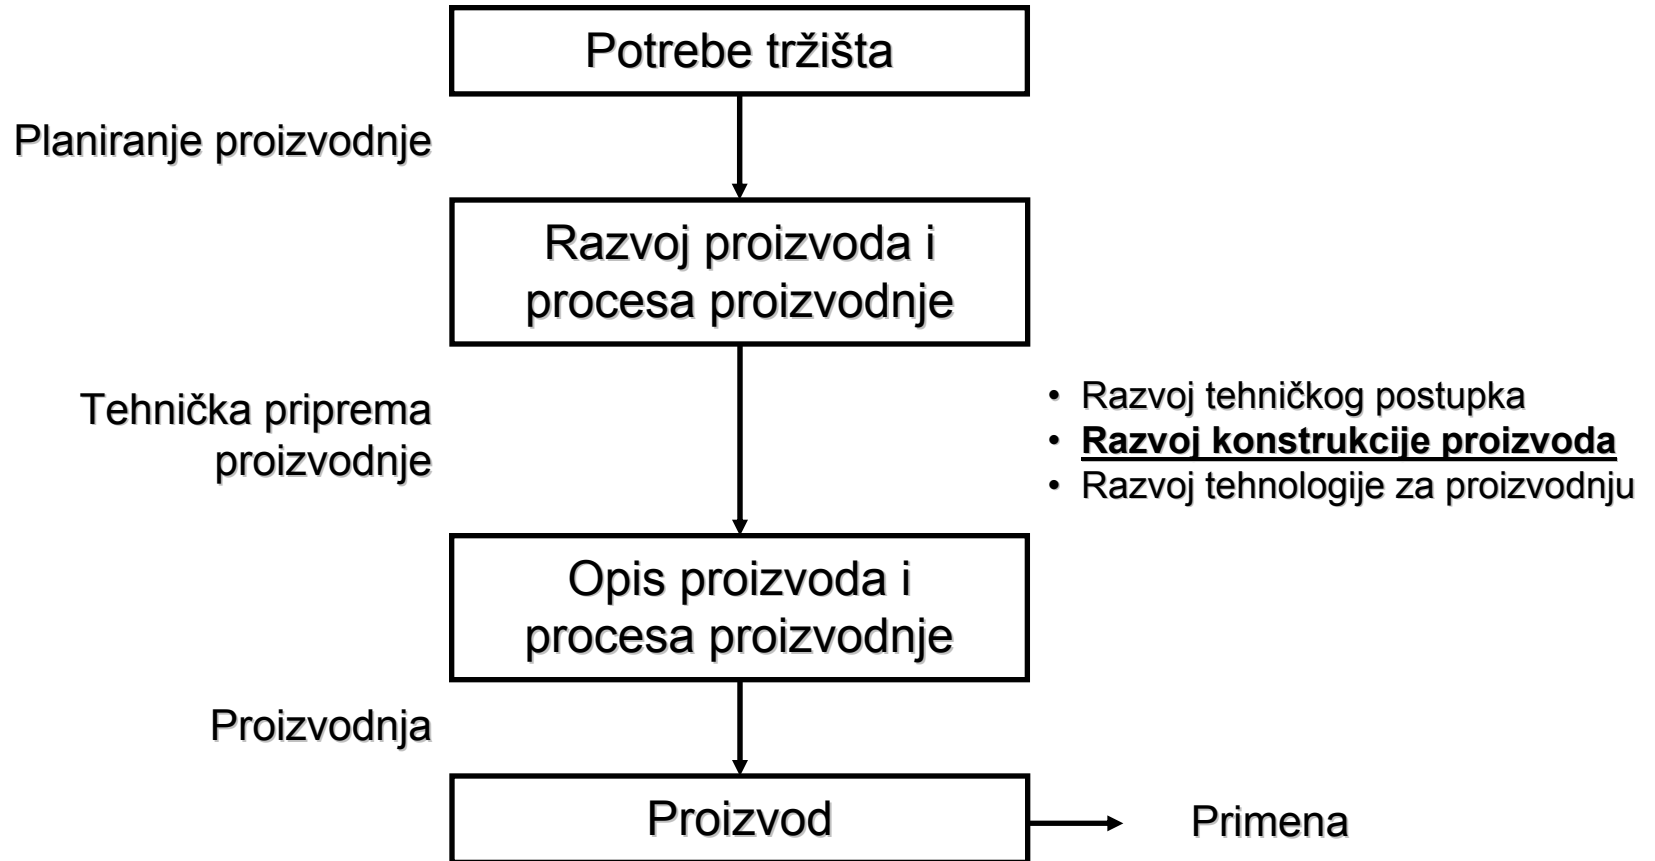 Potrebe tržišta
Planiranje proizvodnje
Razvoj proizvoda i
procesa proizvodnje
Tehnička priprema
proizvodnje
• Razvoj tehničkog postupka
• Razvoj konstrukcije proizvoda
• Razvoj tehnologije za proizvodnju
Opis proizvoda i
procesa proizvodnje
Proizvodnja
Proizvod
Primena